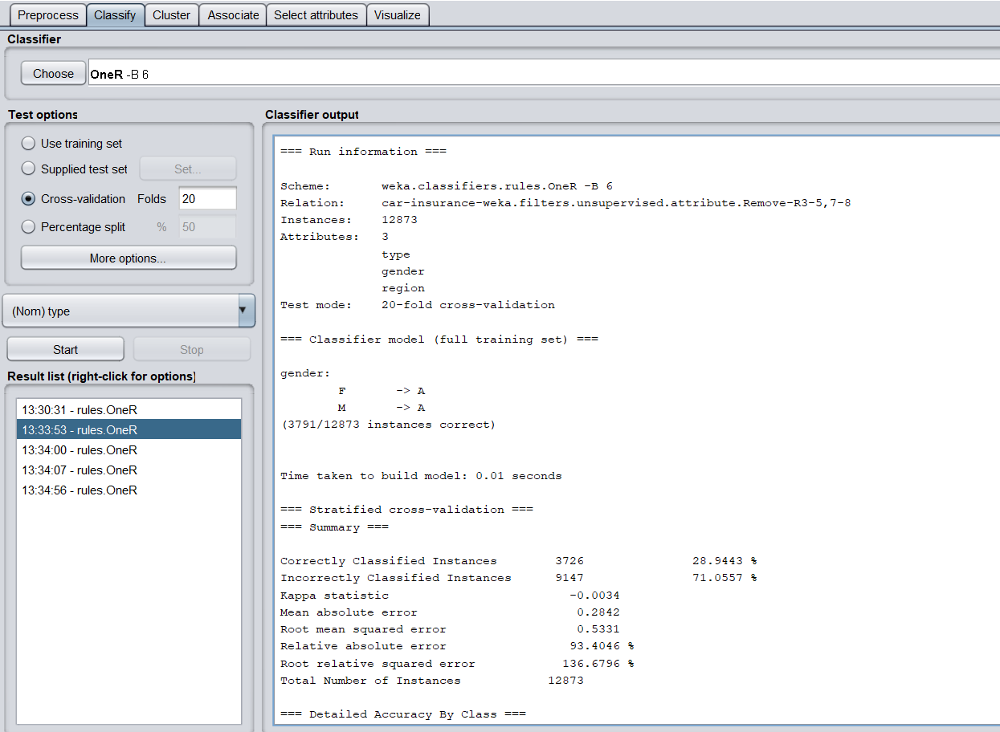 Preprocess Classify Cluster Associate Select attributes Visualize
Classifier
Choose OneR -B 6
Test options
Use training set
Supplied test set Set...
Cross-validation Folds 20
Percentage split % 50
More options...
(Nom) type
Start Stop
Result list (right-click for options)
13:30:31 - rules.OneR
13:33:53 - rules.OneR
13:34:00 - rules.OneR
13:34:07 - rules.OneR
13:34:56 - rules.OneR
Classifier output
=== Run information ===
Scheme: weka.classifiers.rules.OneR -B 6
Relation: car-insurance-weka.filters.unsupervised.attribute.Remove-R3-5,7-8
Instances: 12873
Attributes: 3
type
gender
region
Test mode: 20-fold cross-validation
=== Classifier model (full training set) ===
gender:
F -> A
M -> A
(3791/12873 instances correct)
Time taken to build model: 0.01 seconds
=== Stratified cross-validation ===
=== Summary ===
Correctly Classified Instances 3726 28.9443 %
Incorrectly Classified Instances 9147 71.0557 %
Kappa statistic -0.0034
Mean absolute error 0.2842
Root mean squared error 0.5331
Relative absolute error 93.4046 %
Root relative squared error 136.6796 %
Total Number of Instances 12873
=== Detailed Accuracy By Class ===